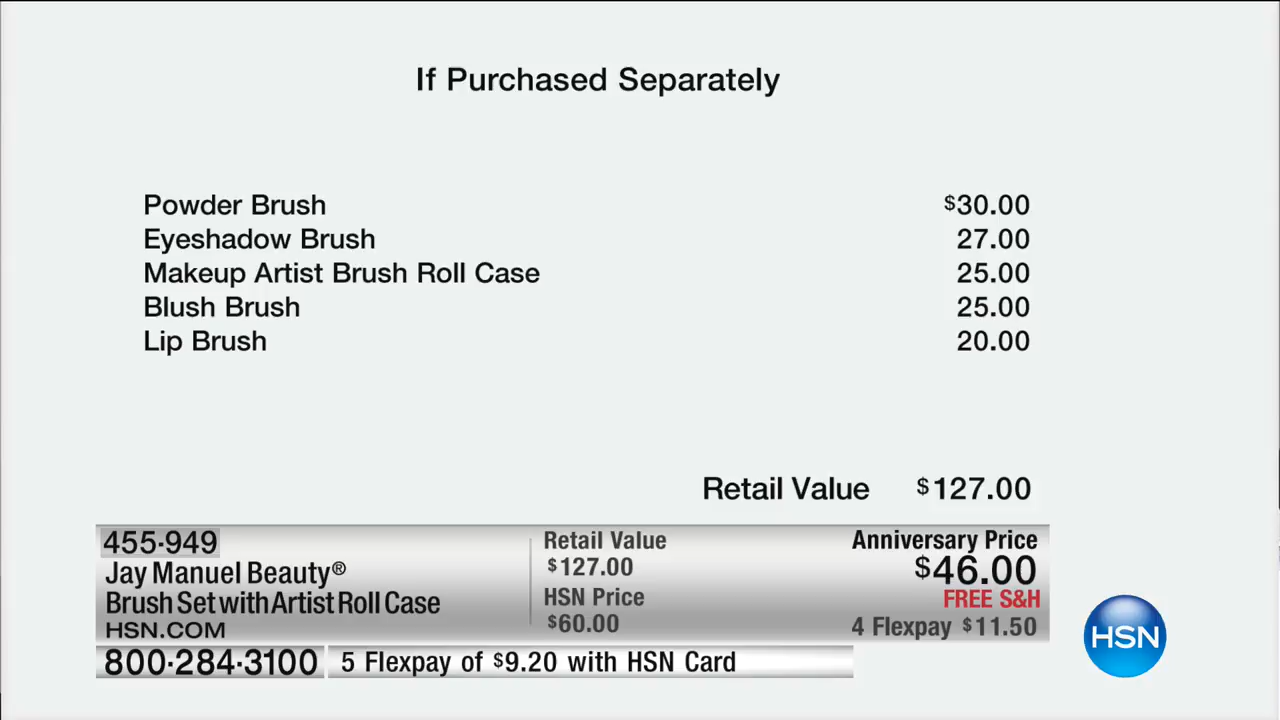 If Purchased Separately
Powder Brush $30.00
Eyeshadow Brush 27.00
Makeup Artist Brush Roll Case 25.00
Blush Brush 25.00
Lip Brush 20.00
Retail Value $127.00
455·949
Jay Manuel Beauty®
Brush Set with Artist Roll Case
HSN.COM
Retail Value
$127.00
HSN Price
$60.00
Anniversary Price
$46.00
FREE S&H
4 Flexpay $11.50
800·284·3100 5 Flexpay of $9.20 with HSN Card
HSN